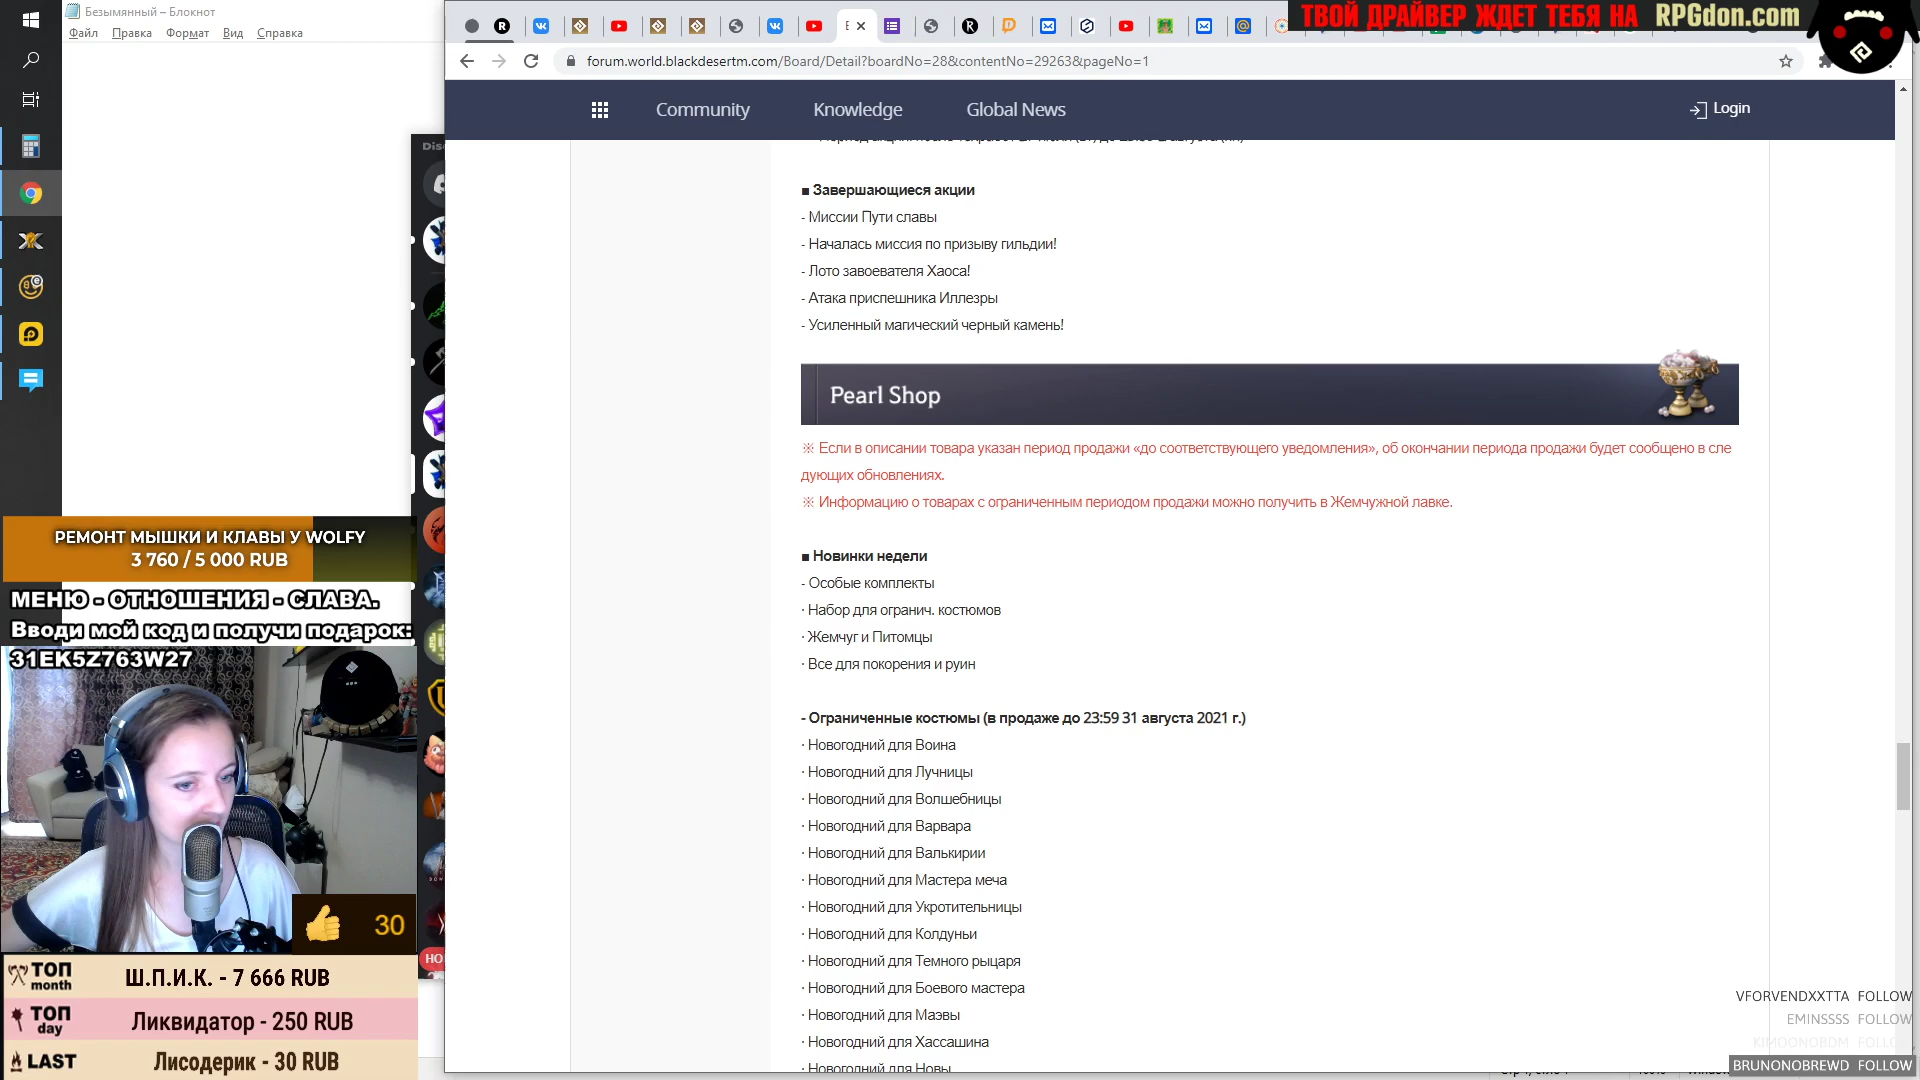 Безымянный – Блокнот
Файл Правка Формат Вид Справка
ТВОЙ ДРАЙВЕР ЖДЕТ ТЕБЯ НА RPGdon.com
forum.world.blackdesertm.com/Board/Detail?boardNo=28&contentNo=29263&pageNo=1
Community Knowledge Global News Login
■ Завершающиеся акции
- Миссии Пути славы
- Началась миссия по призыву гильдии!
- Лото завоевателя Хаоса!
- Атака приспешника Иллезры
- Усиленный магический черный камень!
Pearl Shop
※ Если в описании товара указан период продажи «до соответствующего уведомления», об окончании периода продажи будет сообщено в сле
дующих обновлениях.
※ Информацию о товарах с ограниченным периодом продажи можно получить в Жемчужной лавке.
■ Новинки недели
- Особые комплекты
· Набор для огранич. костюмов
· Жемчуг и Питомцы
· Все для покорения и руин
- Ограниченные костюмы (в продаже до 23:59 31 августа 2021 г.)
· Новогодний для Воина
· Новогодний для Лучницы
· Новогодний для Волшебницы
· Новогодний для Варвара
· Новогодний для Валькирии
· Новогодний для Мастера меча
· Новогодний для Укротительницы
· Новогодний для Колдуньи
· Новогодний для Темного рыцаря
· Новогодний для Боевого мастера
· Новогодний для Маэвы
· Новогодний для Хассашина
· Новогодний для Новы
РЕМОНТ МЫШКИ И КЛАВЫ У WOLFY
3 760 / 5 000 RUB
МЕНЮ - ОТНОШЕНИЯ - СЛАВА.
Вводи мой код и получи подарок:
31EK5Z763W27
30
ТОП month Ш.П.И.К. - 7 666 RUB
ТОП day Ликвидатор - 250 RUB
LAST Лисодерик - 30 RUB
VFORVENDXXTTA FOLLOW
EMINSSSS FOLLOW
KIMOONOBDM FOLLOW
BRUNONOBREWD FOLLOW